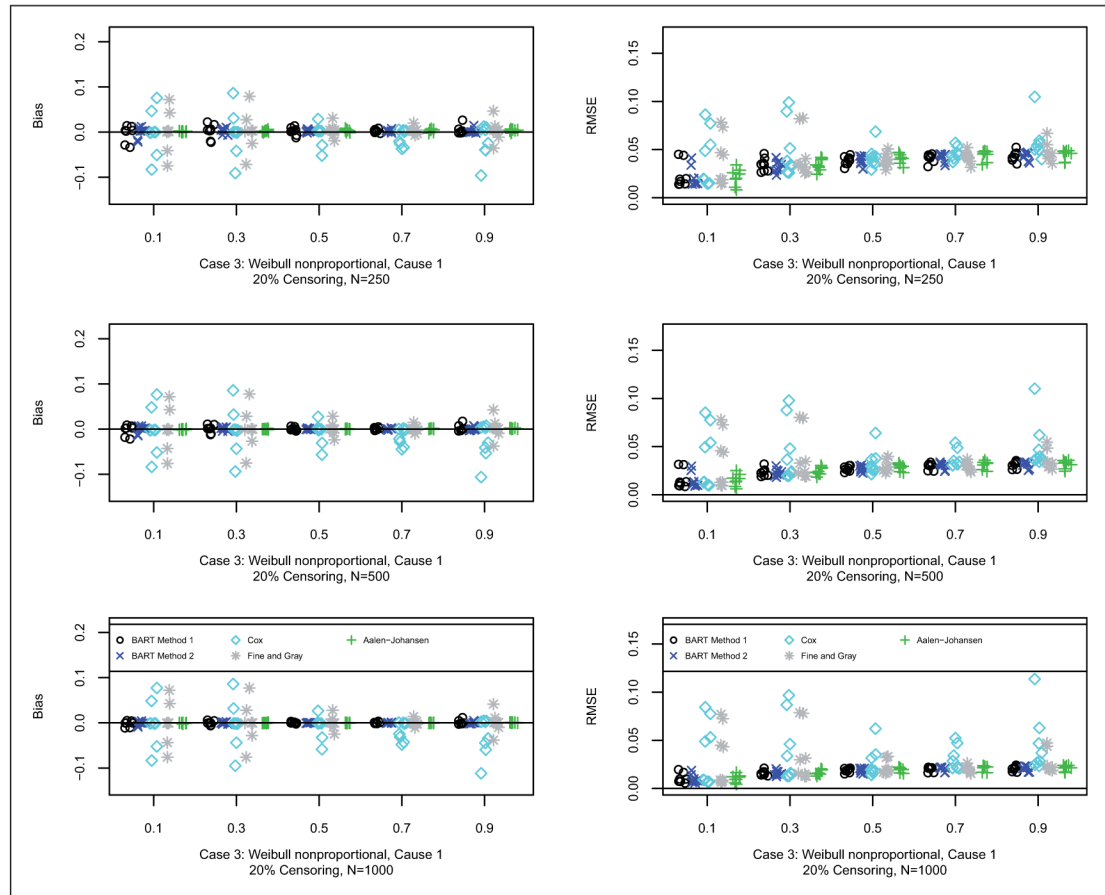 0.2
0.1
0.0
−0.1
Bias
0.1 0.3 0.5 0.7 0.9
Case 3: Weibull nonproportional, Cause 1
20% Censoring, N=250
0.15
0.10
0.05
0.00
RMSE
0.1 0.3 0.5 0.7 0.9
Case 3: Weibull nonproportional, Cause 1
20% Censoring, N=250
0.2
0.1
0.0
−0.1
Bias
0.1 0.3 0.5 0.7 0.9
Case 3: Weibull nonproportional, Cause 1
20% Censoring, N=500
0.15
0.10
0.05
0.00
RMSE
0.1 0.3 0.5 0.7 0.9
Case 3: Weibull nonproportional, Cause 1
20% Censoring, N=500
0.2
0.1
0.0
−0.1
Bias
BART Method 1 Cox Aalen−Johansen
BART Method 2 Fine and Gray
0.1 0.3 0.5 0.7 0.9
Case 3: Weibull nonproportional, Cause 1
20% Censoring, N=1000
0.15
0.10
0.05
0.00
RMSE
BART Method 1 Cox Aalen−Johansen
BART Method 2 Fine and Gray
0.1 0.3 0.5 0.7 0.9
Case 3: Weibull nonproportional, Cause 1
20% Censoring, N=1000